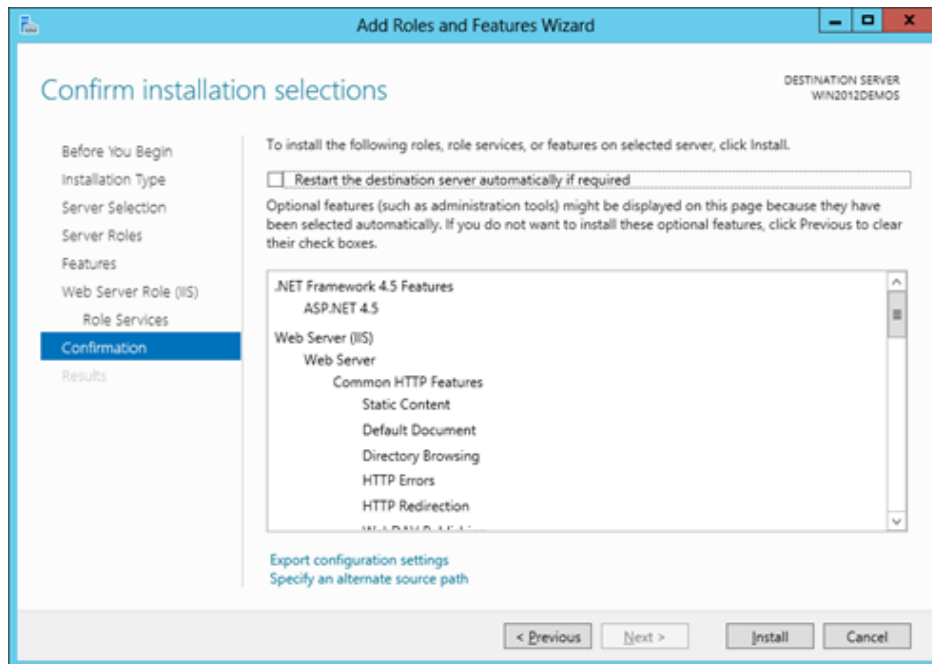 Add Roles and Features Wizard
Confirm installation selections
DESTINATION SERVER
WIN2012DEMOS
Before You Begin
Installation Type
Server Selection
Server Roles
Features
Web Server Role (IIS)
Role Services
Confirmation
Results
To install the following roles, role services, or features on selected server, click Install.
Restart the destination server automatically if required
Optional features (such as administration tools) might be displayed on this page because they have
been selected automatically. If you do not want to install these optional features, click Previous to clear
their check boxes.
.NET Framework 4.5 Features
ASP.NET 4.5
Web Server (IIS)
Web Server
Common HTTP Features
Static Content
Default Document
Directory Browsing
HTTP Errors
HTTP Redirection
Export configuration settings
Specify an alternate source path
< Previous
Next >
Install
Cancel